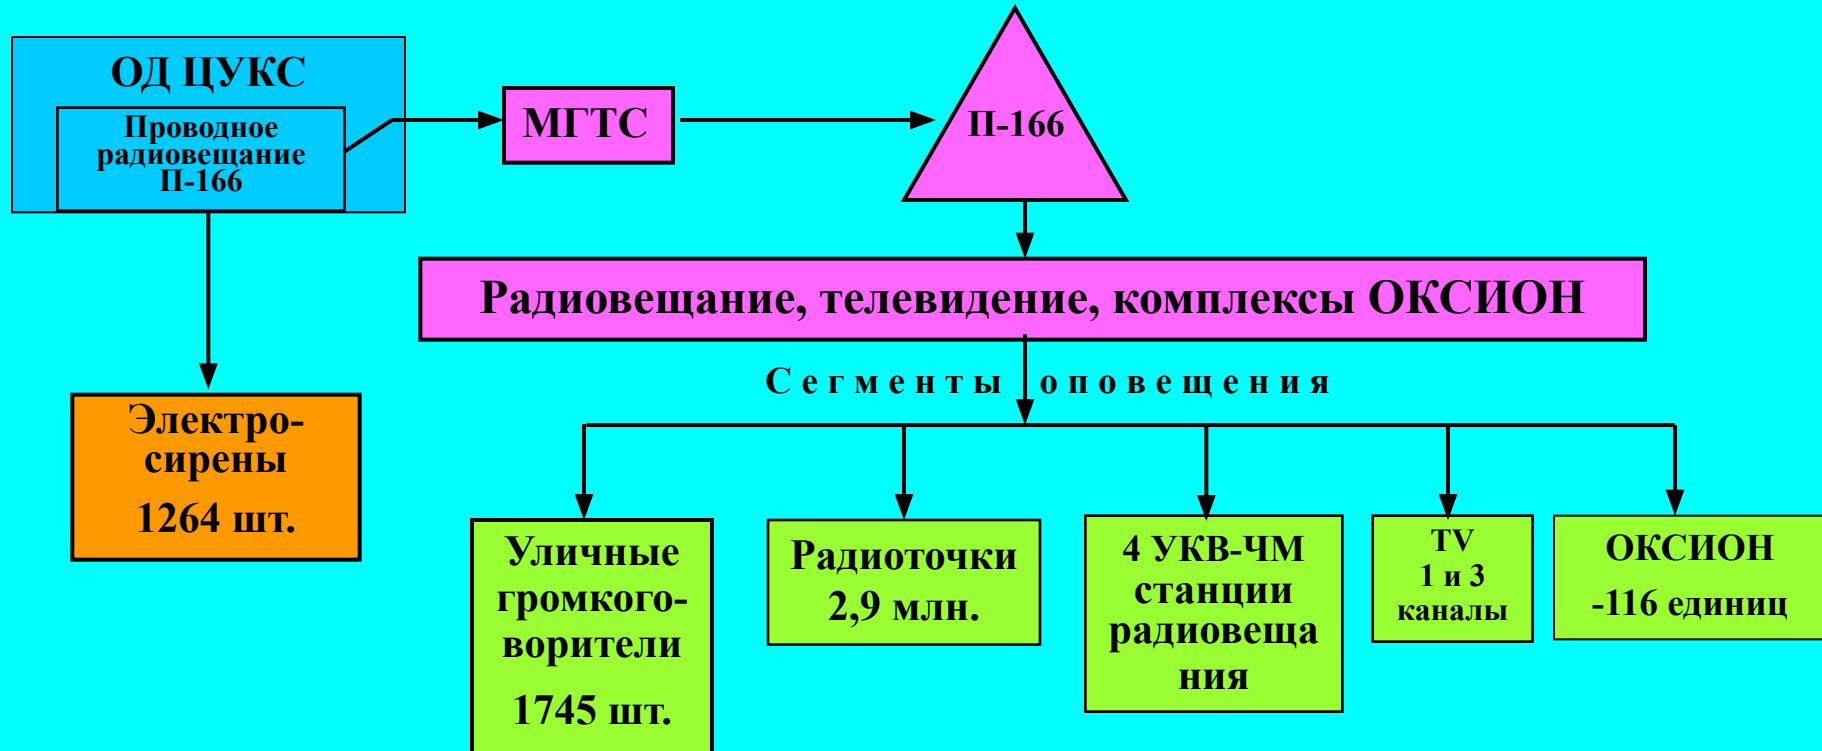 ОД ЦУКС
Проводное
радиовещание
П-166
МГТС
П-166
Радиовещание, телевидение, комплексы ОКСИОН
Сегменты оповещения
Электро-
сирены
1264 шт.
Уличные
громкого-
ворители
1745 шт.
Радиоточки
2,9 млн.
4 УКВ-ЧМ
станции
радиовеща
ния
TV
1 и 3
каналы
ОКСИОН
-116 единиц